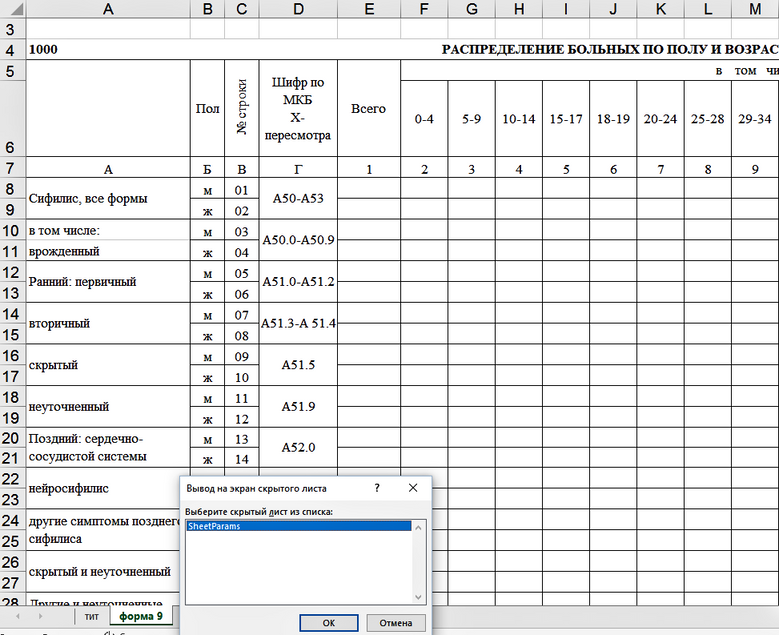 A B C D E F G H I J K L M
3
4 1000 РАСПРЕДЕЛЕНИЕ БОЛЬНЫХ ПО ПОЛУ И ВОЗРАС
5 в том чи
6 Пол № строки Шифр по МКБ X-пересмотра Всего 0-4 5-9 10-14 15-17 18-19 20-24 25-28 29-34
7 А Б В Г 1 2 3 4 5 6 7 8 9
8 Сифилис, все формы м 01 A50-A53
9 ж 02
10 в том числе: м 03 A50.0-A50.9
11 врожденный ж 04
12 Ранний: первичный м 05 A51.0-A51.2
13 ж 06
14 вторичный м 07 A51.3-A 51.4
15 ж 08
16 скрытый м 09 A51.5
17 ж 10
18 неуточненный м 11 A51.9
19 ж 12
20 Поздний: сердечно- м 13 A52.0
21 сосудистой системы ж 14
22 нейросифилис
23
24 другие симптомы позднего
25 сифилиса
26 скрытый и неуточненный
27
28 Другие и неуточненные
Вывод на экран скрытого листа ?
Выберите скрытый лист из списка:
SheetParams
ОК Отмена
тит форма 9